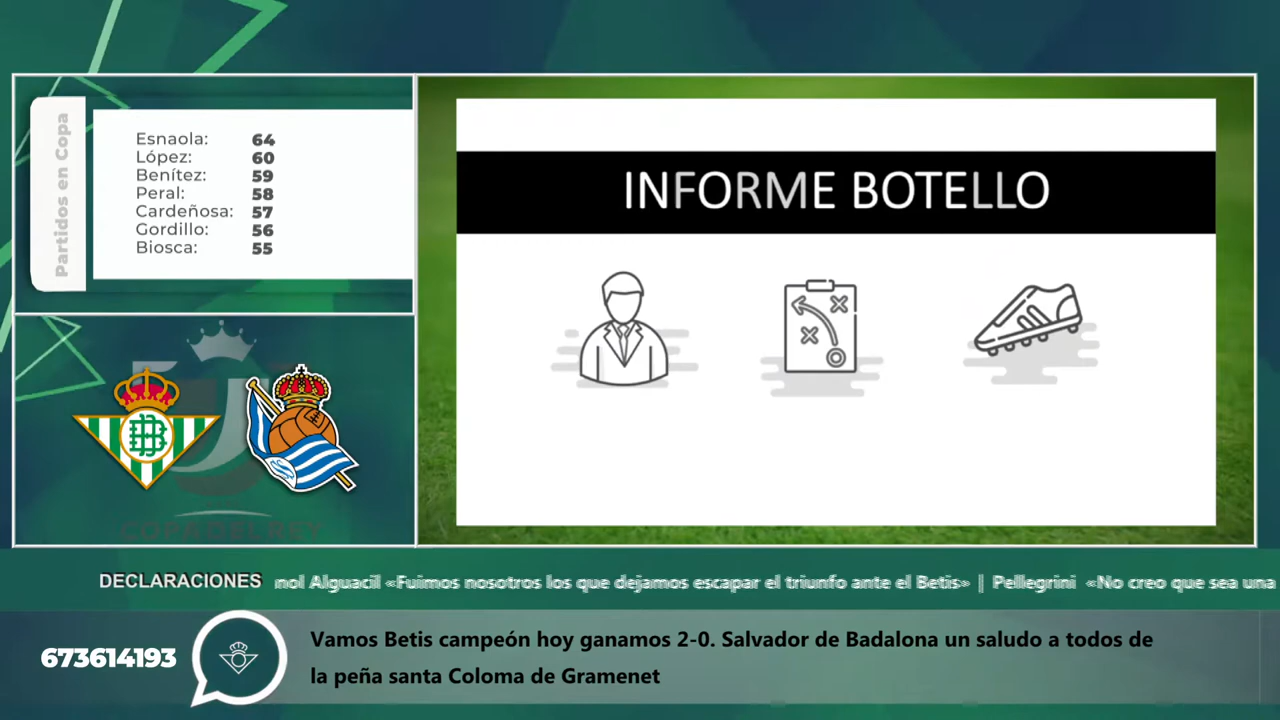 Partidos en Copa
Esnaola: 64
López: 60
Benítez: 59
Peral: 58
Cardeñosa: 57
Gordillo: 56
Biosca: 55
INFORME BOTELLO
COPA DEL REY
DECLARACIONES
Alguacil «Fuimos nosotros los que dejamos escapar el triunfo ante el Betis» | Pellegrini «No creo que sea una
673614193
Vamos Betis campeón hoy ganamos 2-0. Salvador de Badalona un saludo a todos de
la peña santa Coloma de Gramenet